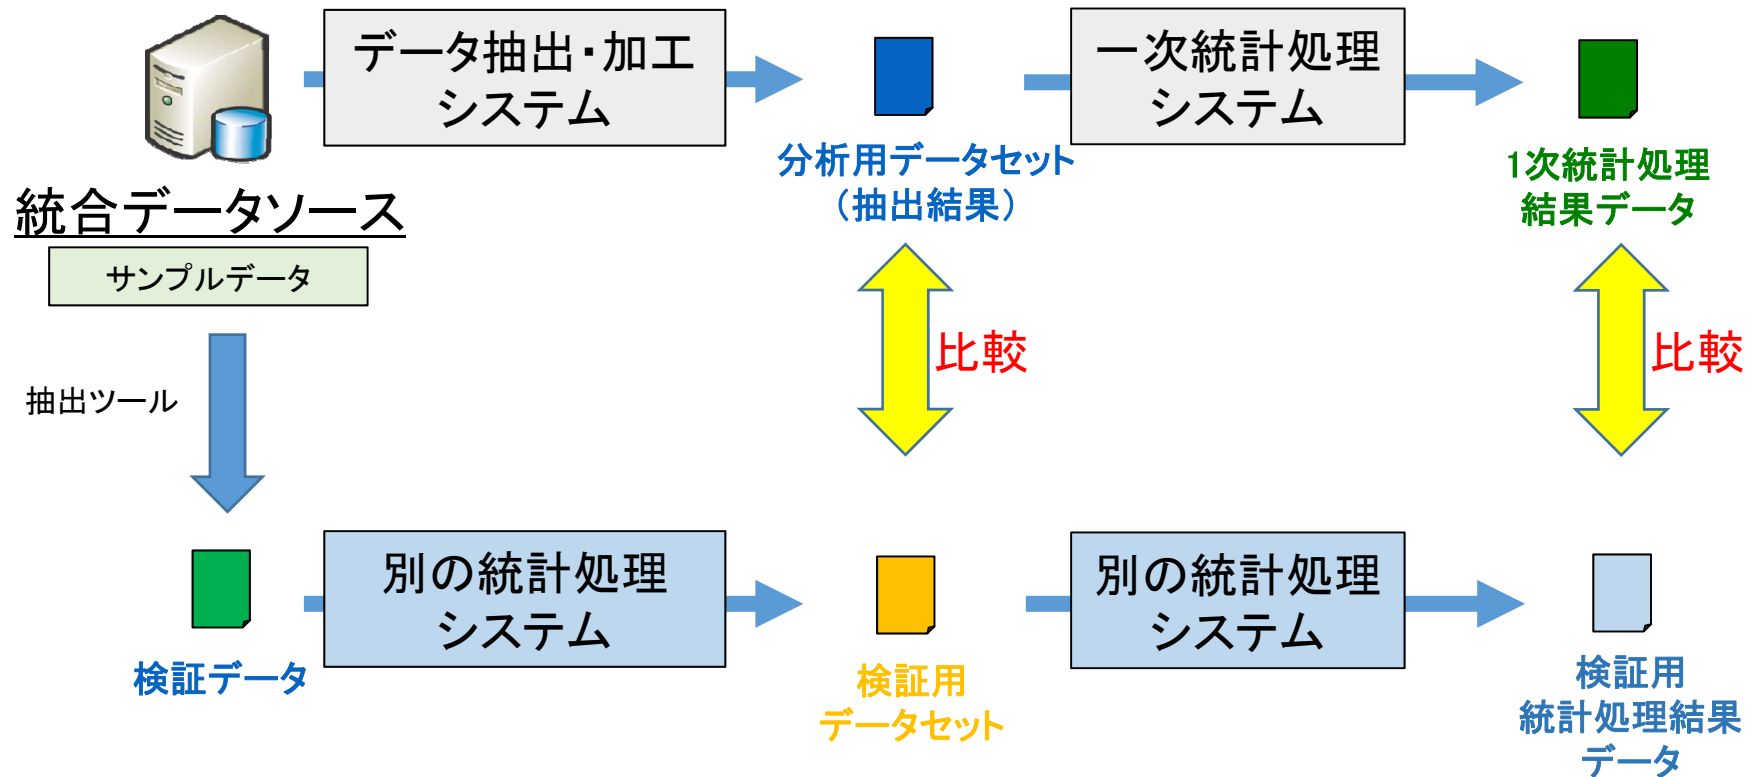 データ抽出・加工
システム
一次統計処理
システム
分析用データセット
（抽出結果）
1次統計処理
結果データ
統合データソース
サンプルデータ
比較
比較
抽出ツール
別の統計処理
システム
別の統計処理
システム
検証データ
検証用
データセット
検証用
統計処理結果
データ